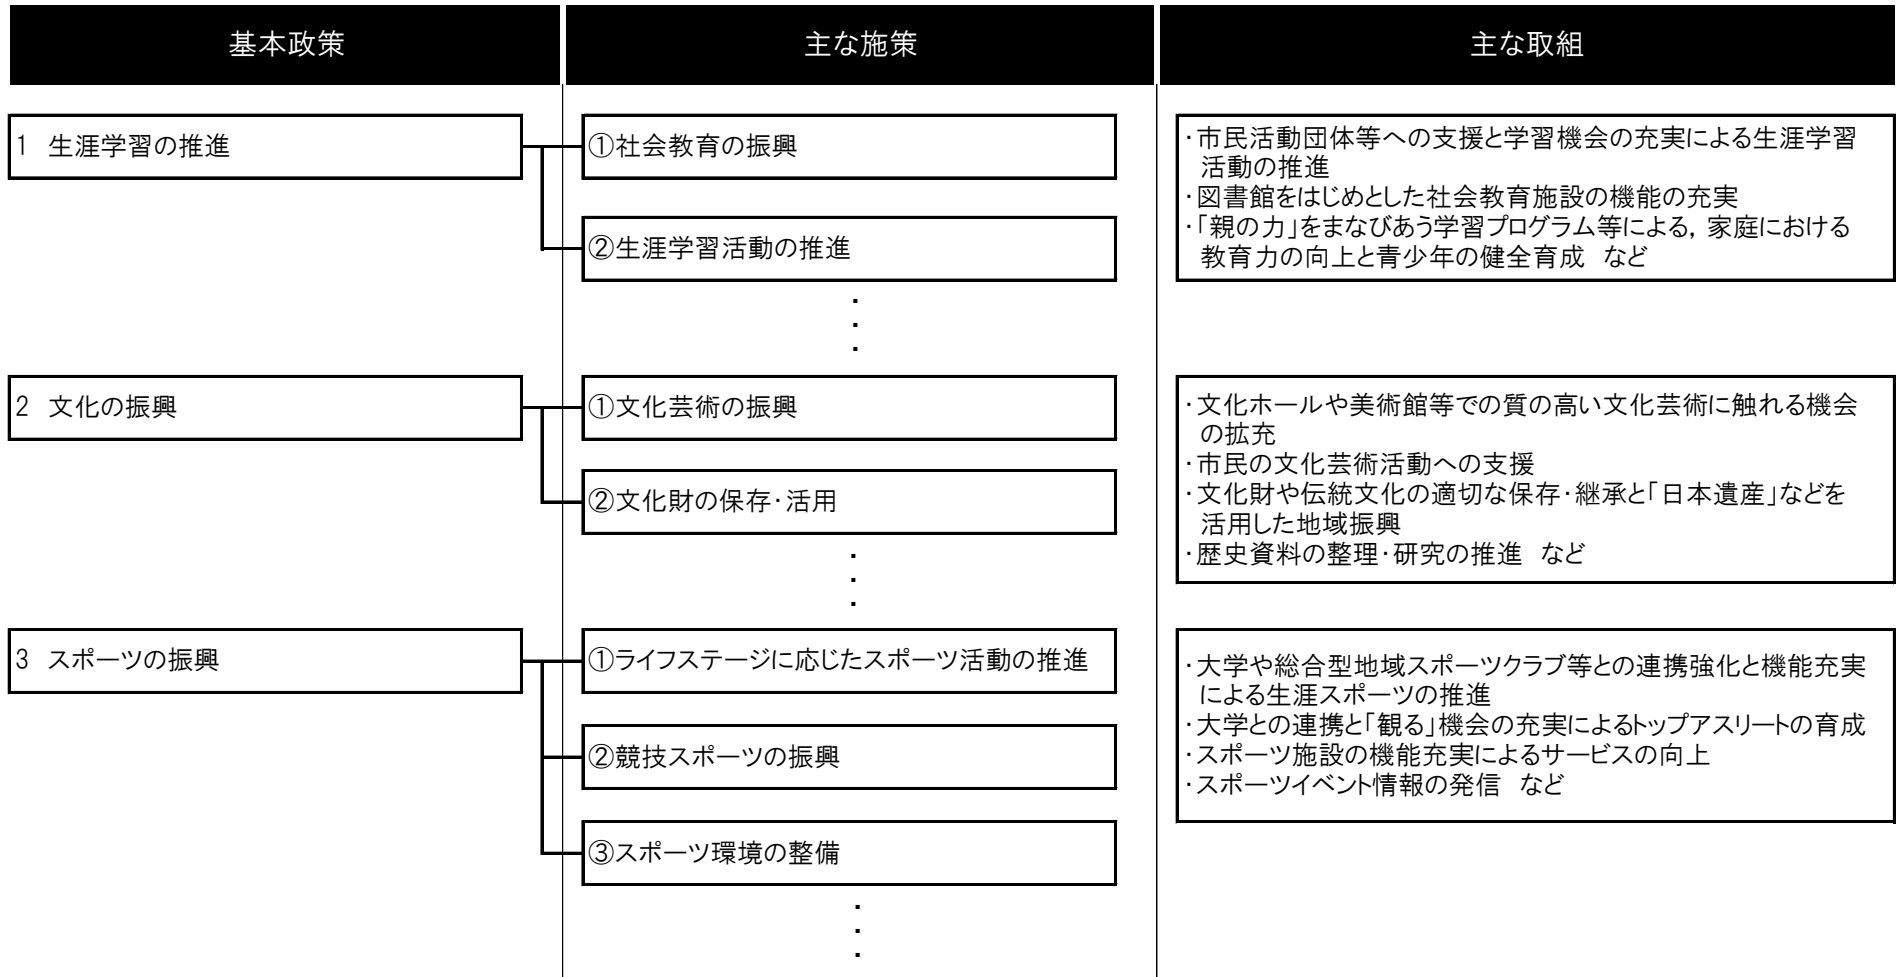 基本政策
主な施策
主な取組
1 生涯学習の推進
①社会教育の振興
②生涯学習活動の推進
・市民活動団体等への支援と学習機会の充実による生涯学習
活動の推進
・図書館をはじめとした社会教育施設の機能の充実
・「親の力」をまなびあう学習プログラム等による，家庭における
教育力の向上と青少年の健全育成　など
2 文化の振興
①文化芸術の振興
②文化財の保存・活用
・文化ホールや美術館等での質の高い文化芸術に触れる機会
の拡充
・市民の文化芸術活動への支援
・文化財や伝統文化の適切な保存・継承と「日本遺産」などを
活用した地域振興
・歴史資料の整理・研究の推進　など
3 スポーツの振興
①ライフステージに応じたスポーツ活動の推進
②競技スポーツの振興
③スポーツ環境の整備
・大学や総合型地域スポーツクラブ等との連携強化と機能充実
による生涯スポーツの推進
・大学との連携と「観る」機会の充実によるトップアスリートの育成
・スポーツ施設の機能充実によるサービスの向上
・スポーツイベント情報の発信　など